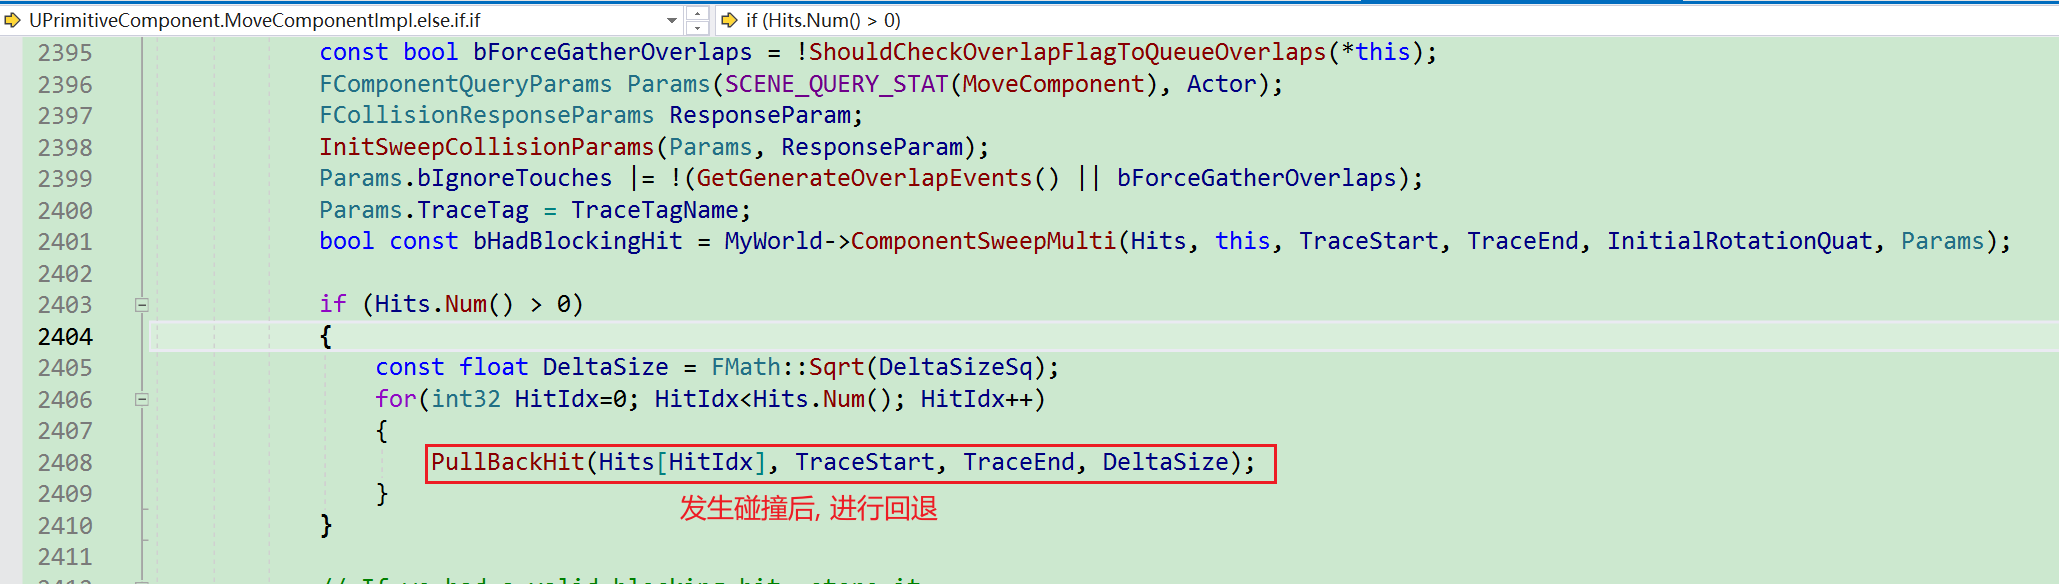 UPrimitiveComponent.MoveComponentImpl.else.if.if if (Hits.Num() > 0)
2395 const bool bForceGatherOverlaps = !ShouldCheckOverlapFlagToQueueOverlaps(*this);
2396 FComponentQueryParams Params(SCENE_QUERY_STAT(MoveComponent), Actor);
2397 FCollisionResponseParams ResponseParam;
2398 InitSweepCollisionParams(Params, ResponseParam);
2399 Params.bIgnoreTouches |= !(GetGenerateOverlapEvents() || bForceGatherOverlaps);
2400 Params.TraceTag = TraceTagName;
2401 bool const bHadBlockingHit = MyWorld->ComponentSweepMulti(Hits, this, TraceStart, TraceEnd, InitialRotationQuat, Params);
2402
2403 if (Hits.Num() > 0)
2404 {
2405 const float DeltaSize = FMath::Sqrt(DeltaSizeSq);
2406 for(int32 HitIdx=0; HitIdx<Hits.Num(); HitIdx++)
2407 {
2408 PullBackHit(Hits[HitIdx], TraceStart, TraceEnd, DeltaSize);
2409 }
发生碰撞后, 进行回退
2410 }
2411